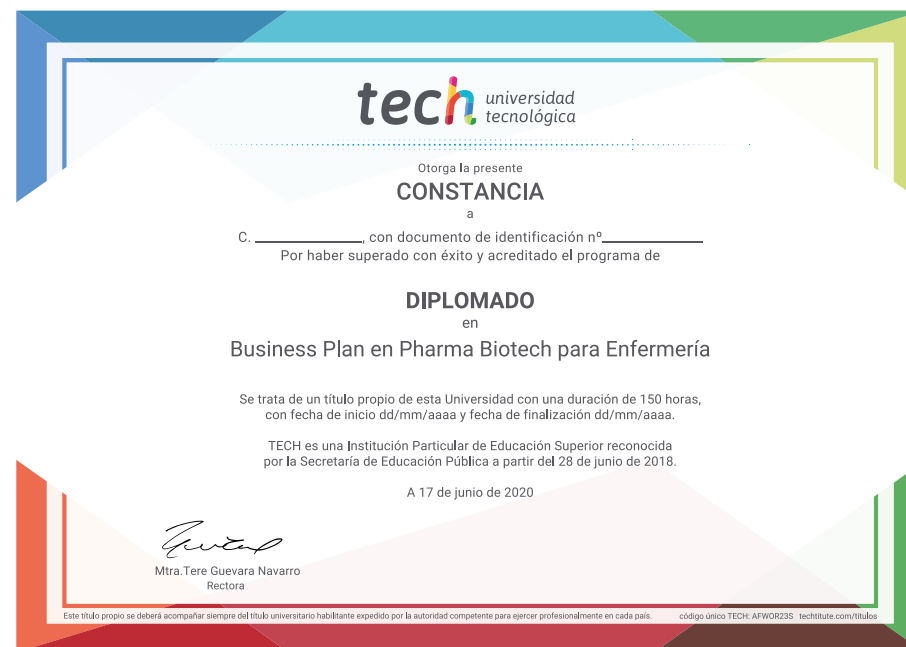 tech universidad
tecnológica
Otorga la presente
CONSTANCIA
a
C. ____________, con documento de identificación nº____________
Por haber superado con éxito y acreditado el programa de
DIPLOMADO
en
Business Plan en Pharma Biotech para Enfermería
Se trata de un título propio de esta Universidad con una duración de 150 horas,
con fecha de inicio dd/mm/aaaa y fecha de finalización dd/mm/aaaa.
TECH es una Institución Particular de Educación Superior reconocida
por la Secretaría de Educación Pública a partir del 28 de junio de 2018.
A 17 de junio de 2020
Mtra.Tere Guevara Navarro
Rectora
Este título propio se deberá acompañar siempre del título universitario habilitante expedido por la autoridad competente para ejercer profesionalmente en cada país. código único TECH: AFWOR23S techtitute.com/titulos